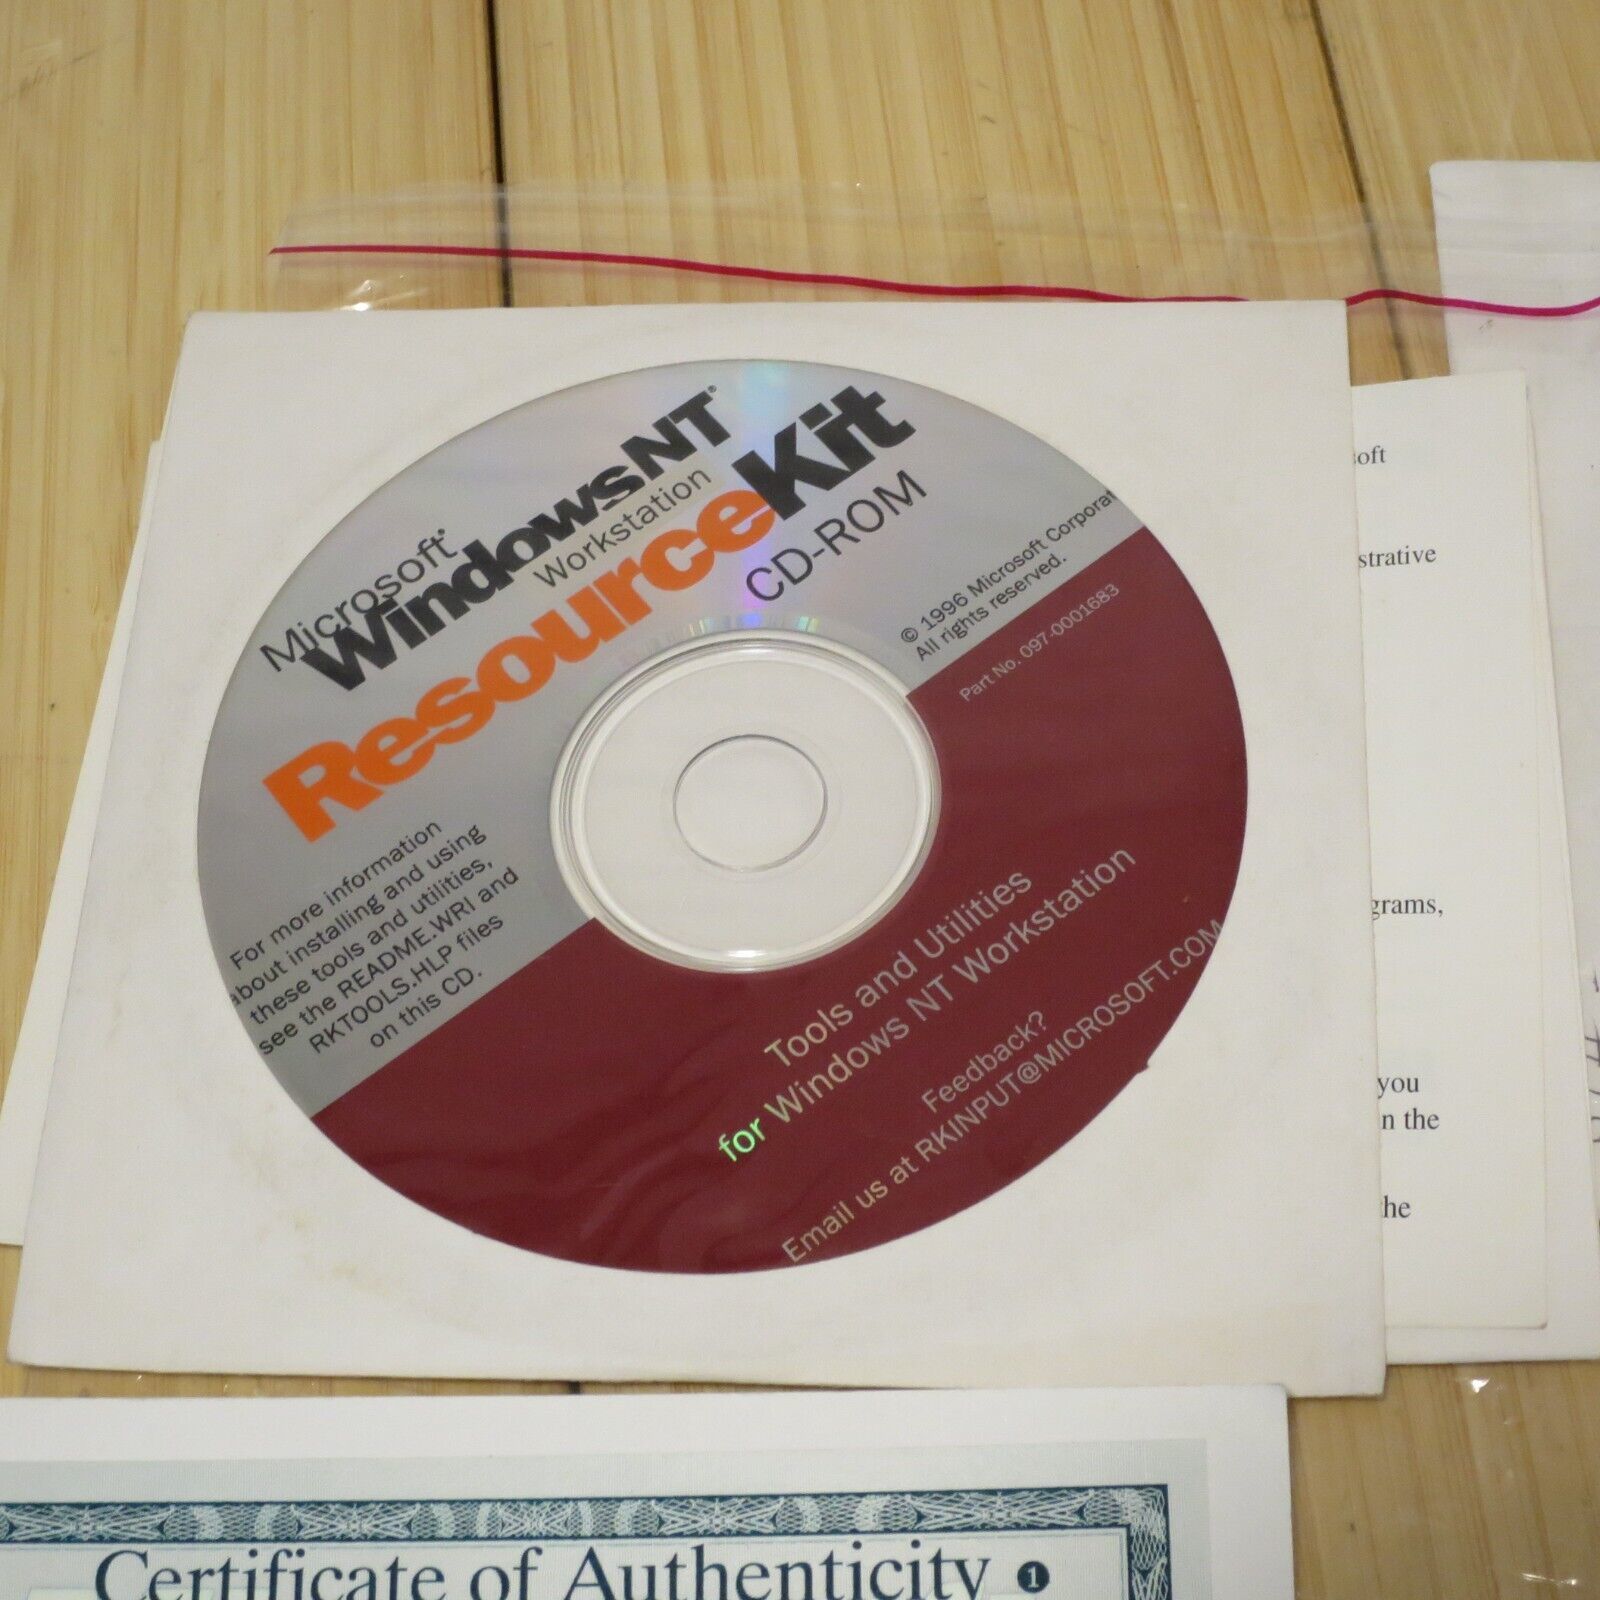 Microsoft®
Windows NT®
Workstation
Resource Kit
CD-ROM
© 1996 Microsoft Corporat
All rights reserved.
Part No. 097-0001683
For more information
about installing and using
these tools and utilities,
see the README.WRI and
RKTOOLS.HLP files
on this CD.
Tools and Utilities
for Windows NT Workstation
Feedback?
Email us at RKINPUT@MICROSOFT.COM
soft
strative
grams,
you
n the
the
Certificate of Authenticity 1